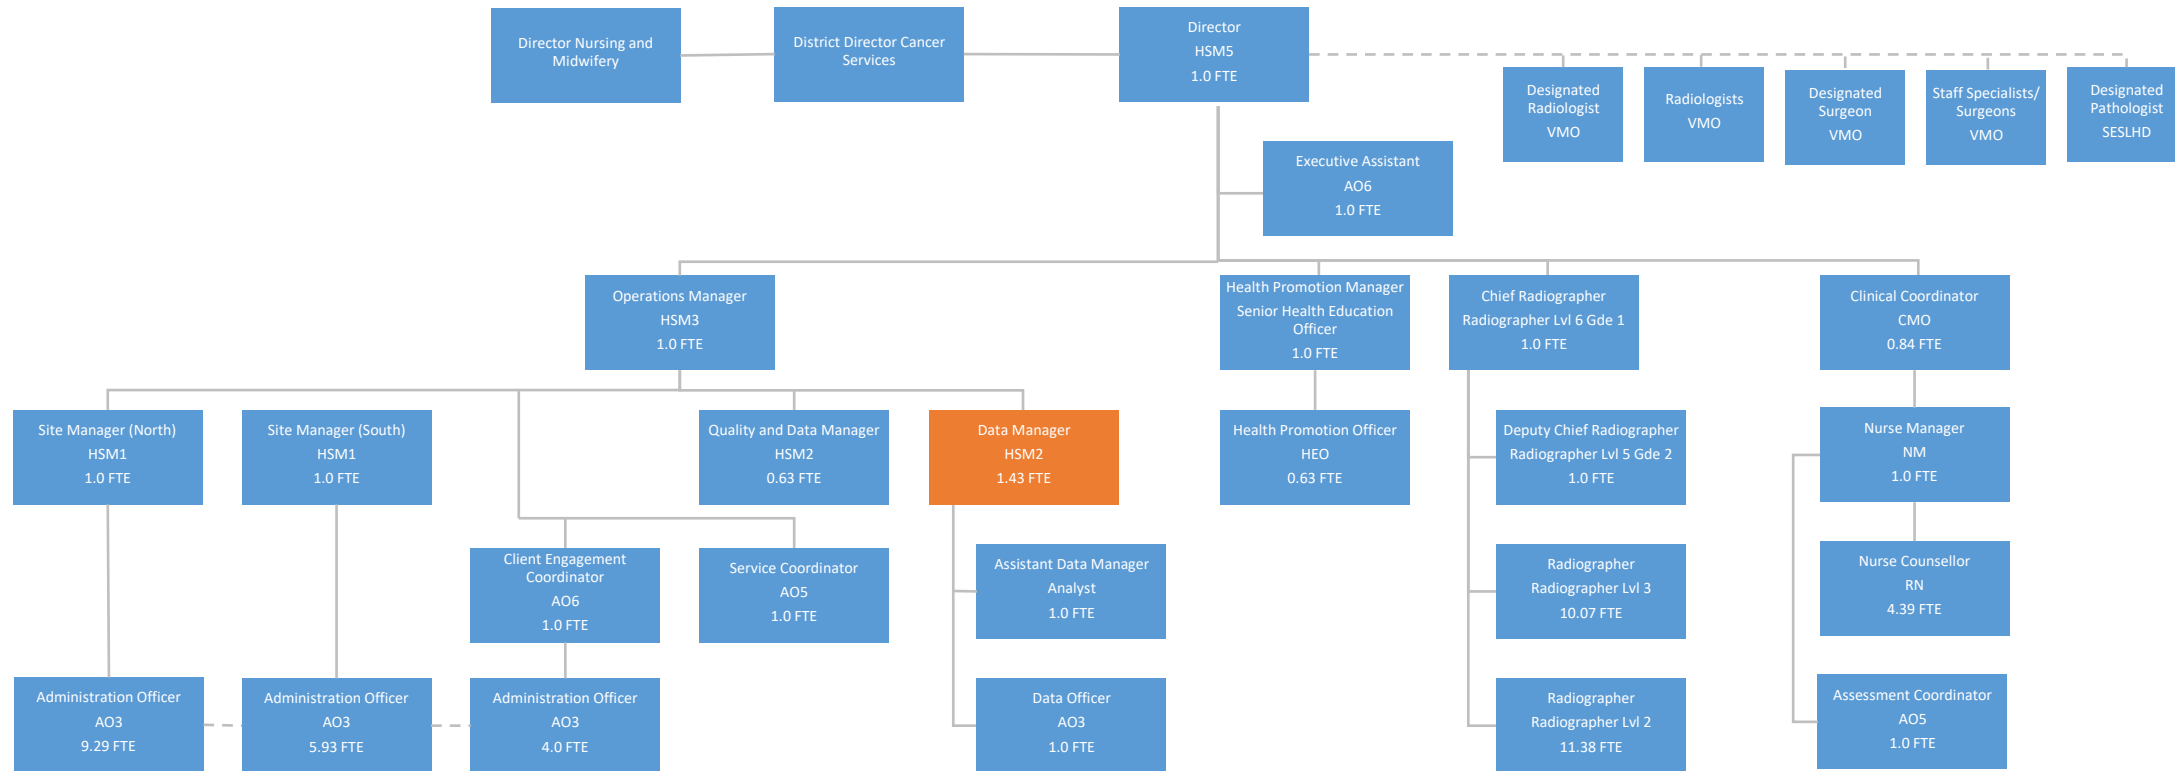 Director Nursing and
Midwifery
District Director Cancer
Services
Director
HSM5
1.0 FTE
Designated
Radiologist
VMO
Radiologists
VMO
Designated
Surgeon
VMO
Staff Specialists/
Surgeons
VMO
Designated
Pathologist
SESLHD
Executive Assistant
AO6
1.0 FTE
Operations Manager
HSM3
1.0 FTE
Health Promotion Manager
Senior Health Education
Officer
1.0 FTE
Chief Radiographer
Radiographer Lvl 6 Gde 1
1.0 FTE
Clinical Coordinator
CMO
0.84 FTE
Site Manager (North)
HSM1
1.0 FTE
Site Manager (South)
HSM1
1.0 FTE
Quality and Data Manager
HSM2
0.63 FTE
Data Manager
HSM2
1.43 FTE
Health Promotion Officer
HEO
0.63 FTE
Deputy Chief Radiographer
Radiographer Lvl 5 Gde 2
1.0 FTE
Nurse Manager
NM
1.0 FTE
Client Engagement
Coordinator
AO6
1.0 FTE
Service Coordinator
AO5
1.0 FTE
Assistant Data Manager
Analyst
1.0 FTE
Radiographer
Radiographer Lvl 3
10.07 FTE
Nurse Counsellor
RN
4.39 FTE
Administration Officer
AO3
9.29 FTE
Administration Officer
AO3
5.93 FTE
Administration Officer
AO3
4.0 FTE
Data Officer
AO3
1.0 FTE
Radiographer
Radiographer Lvl 2
11.38 FTE
Assessment Coordinator
AO5
1.0 FTE